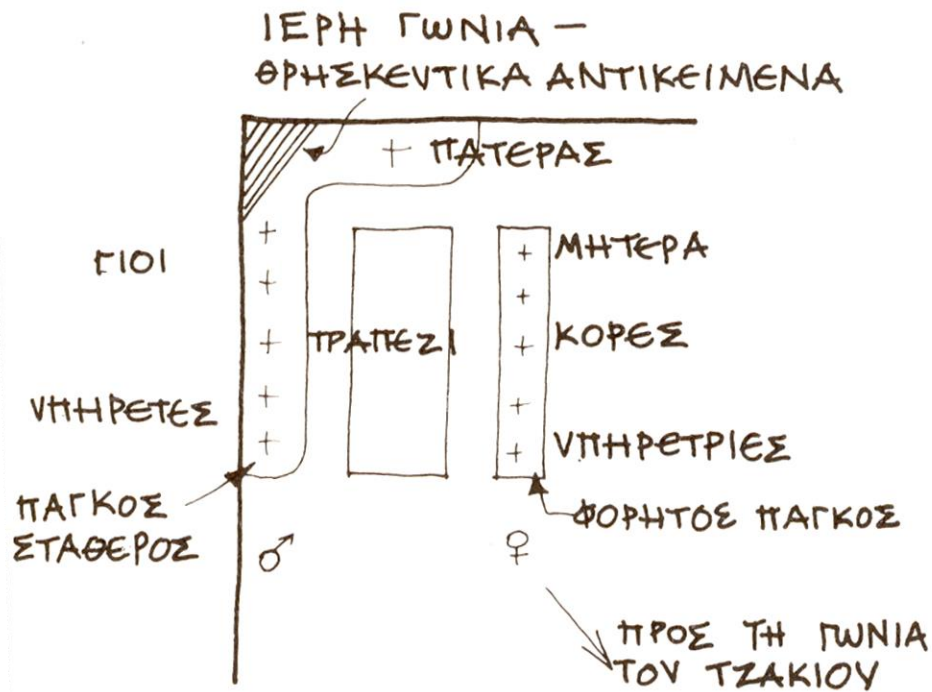 ΙΕΡΗ ΓΩΝΙΑ –
ΘΡΗΣΚΕΥΤΙΚΑ ΑΝΤΙΚΕΙΜΕΝΑ
ΠΑΤΕΡΑΣ
ΓΙΟΙ
ΜΗΤΕΡΑ
ΤΡΑΠΕΖΙ
ΚΟΡΕΣ
ΥΠΗΡΕΤΕΣ
ΥΠΗΡΕΤΡΙΕΣ
ΠΑΓΚΟΣ
ΣΤΑΘΕΡΟΣ
ΦΟΡΗΤΟΣ ΠΑΓΚΟΣ
♂
♀
ΠΡΟΣ ΤΗ ΓΩΝΙΑ
ΤΟΥ ΤΖΑΚΙΟΥ